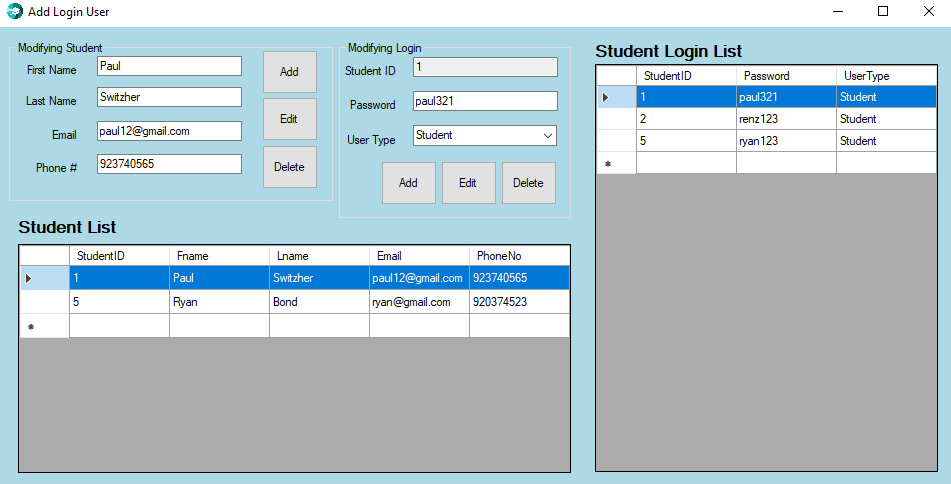 Add Login User
Modifying Student
First Name Paul
Last Name Switzher
Email paul12@gmail.com
Phone # 923740565
Add
Edit
Delete
Modifying Login
Student ID 1
Password paul321
User Type Student
Add Edit Delete
Student Login List
StudentID Password UserType
1 paul321 Student
2 renz123 Student
5 ryan123 Student
Student List
StudentID Fname Lname Email PhoneNo
1 Paul Switzher paul12@gmail.com 923740565
5 Ryan Bond ryan@gmail.com 920374523